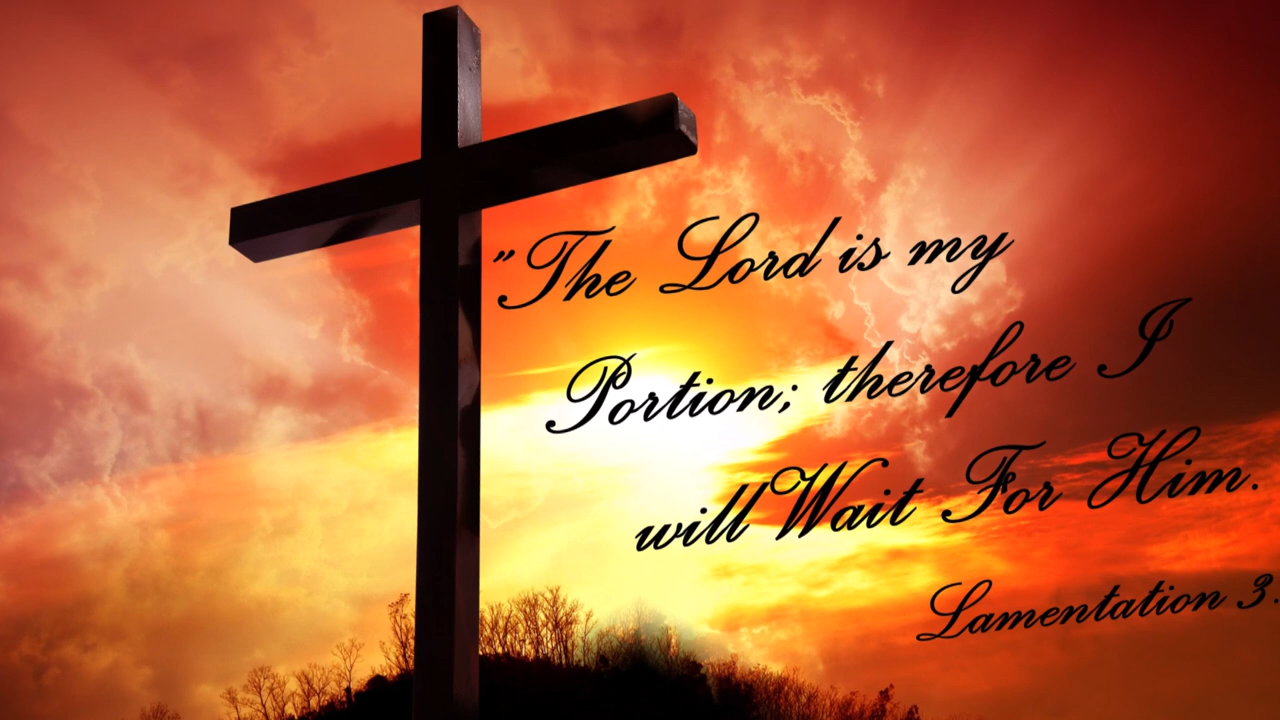 "The Lord is my
Portion; therefore I
will Wait For Him.
Lamentation 3.